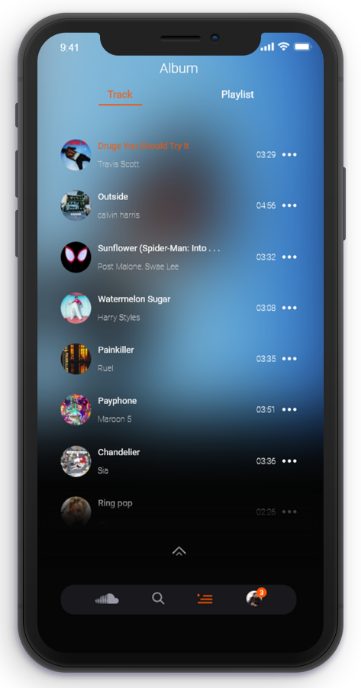 9:41
Album
Track Playlist
Drugs You Should Try It
Travis Scott
03:29
Outside
calvin harris
04:56
Sunflower (Spider-Man: Into . . .
Post Malone, Swae Lee
03:32
Watermelon Sugar
Harry Styles
03:08
Painkiller
Ruel
03:35
Payphone
Maroon 5
03:51
Chandelier
Sia
03:36
Ring pop
02:26
3